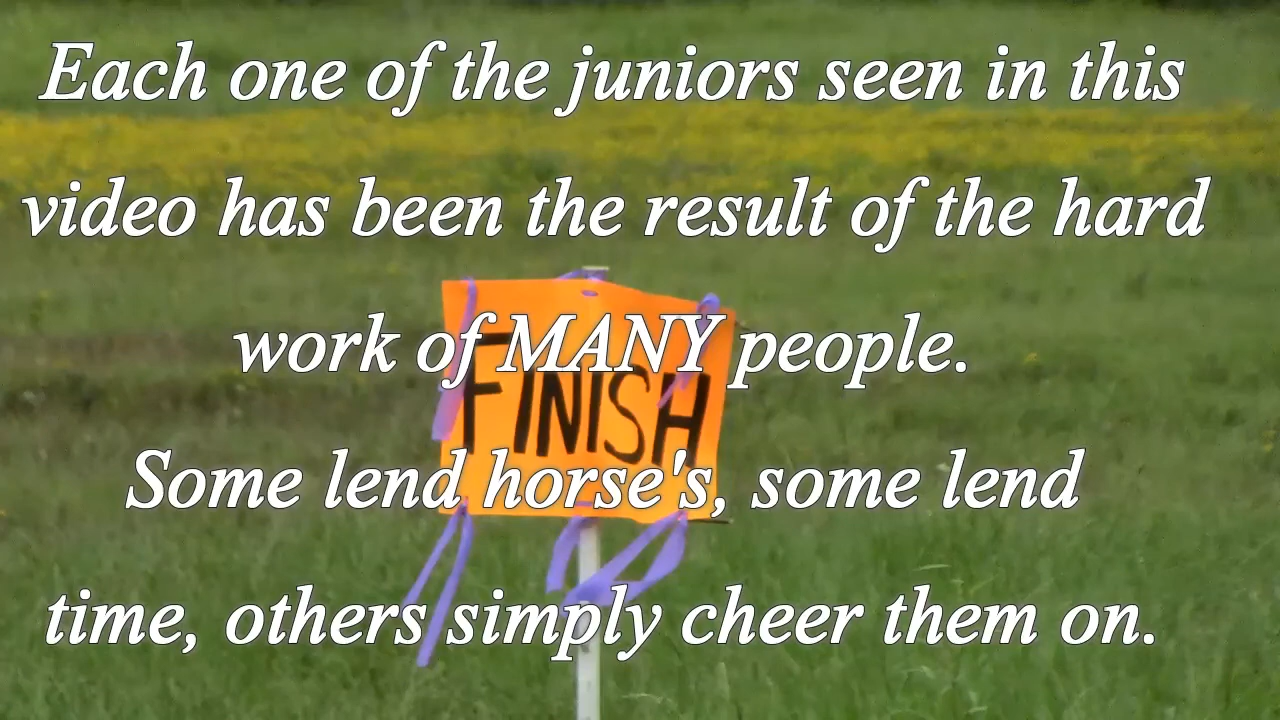 Each one of the juniors seen in this
video has been the result of the hard
work of MANY people.
FINISH
Some lend horse's, some lend
time, others simply cheer them on.